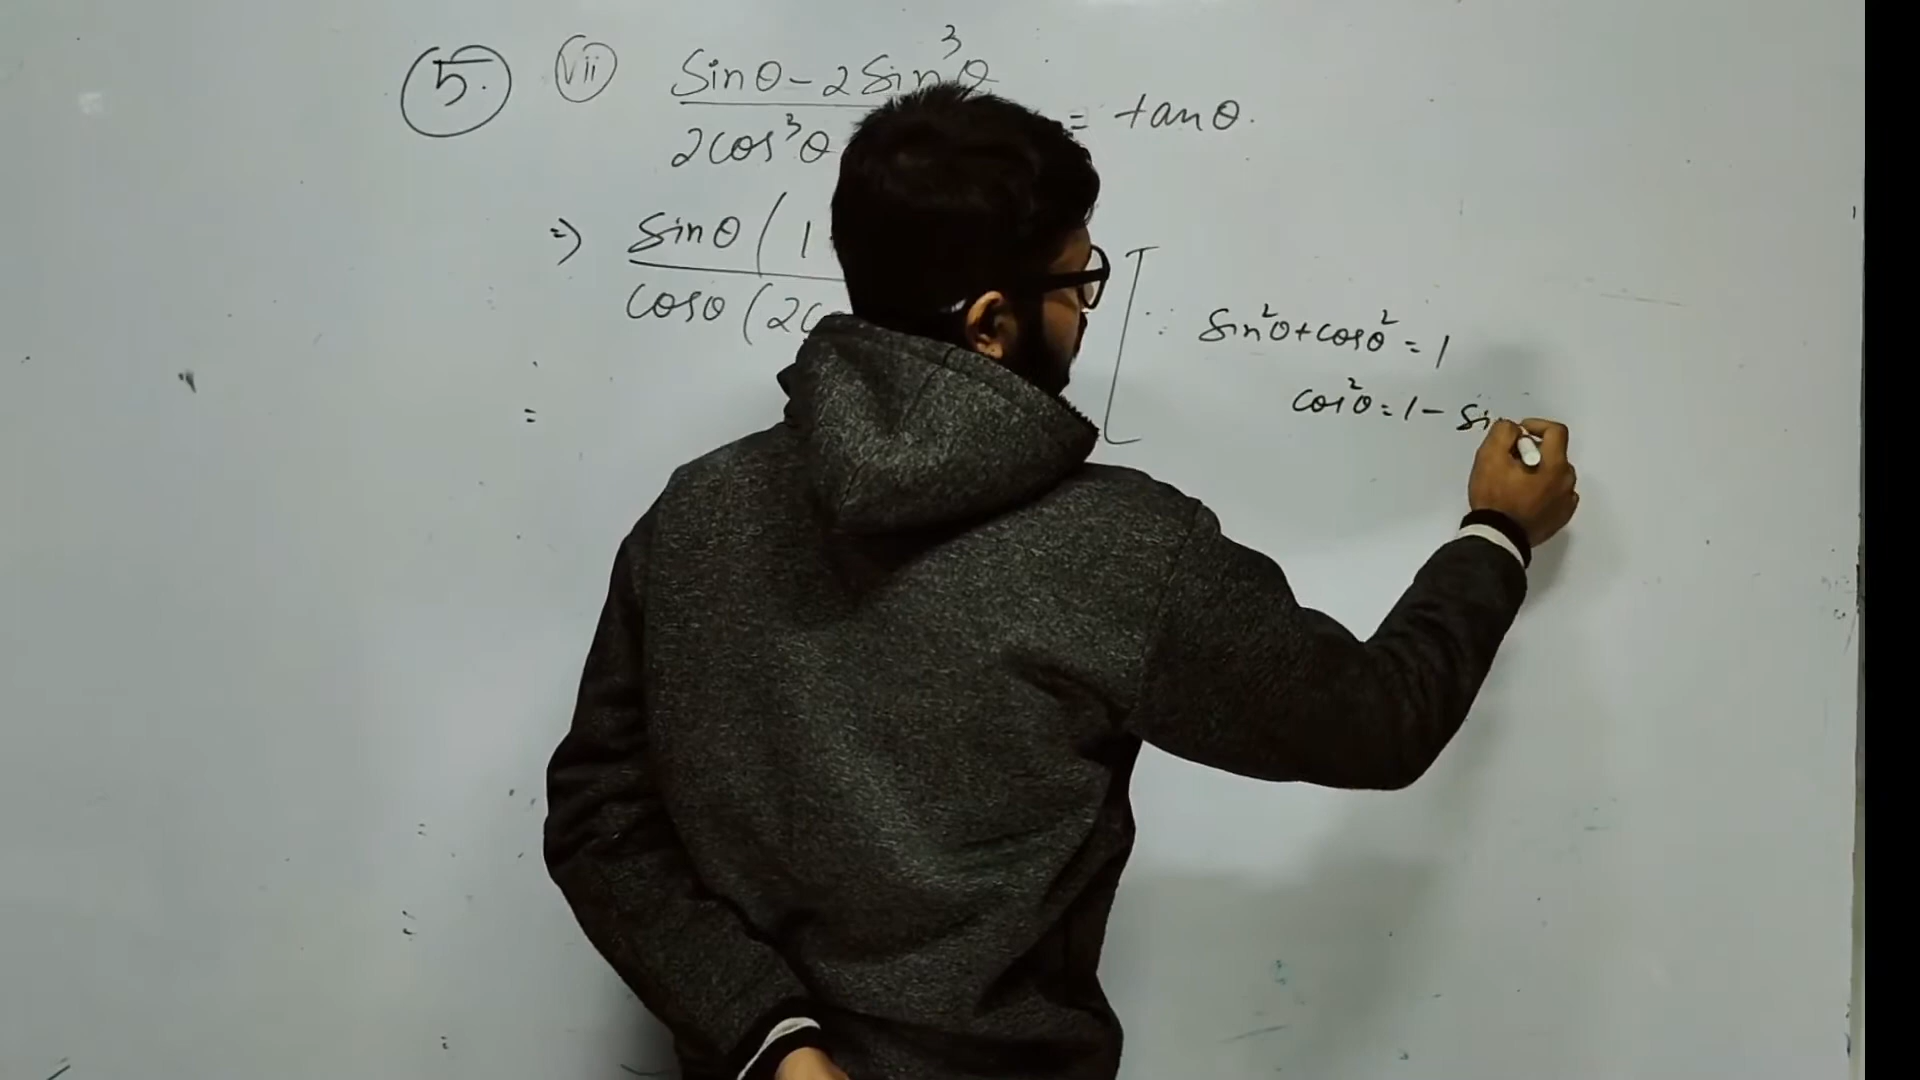 5. vii sinθ - 2sin³θ
2cos³θ = tanθ.
=) sinθ ( 1
cosθ ( 2c
∵ sin²θ + cos²θ = 1
cos²θ = 1 - si
=